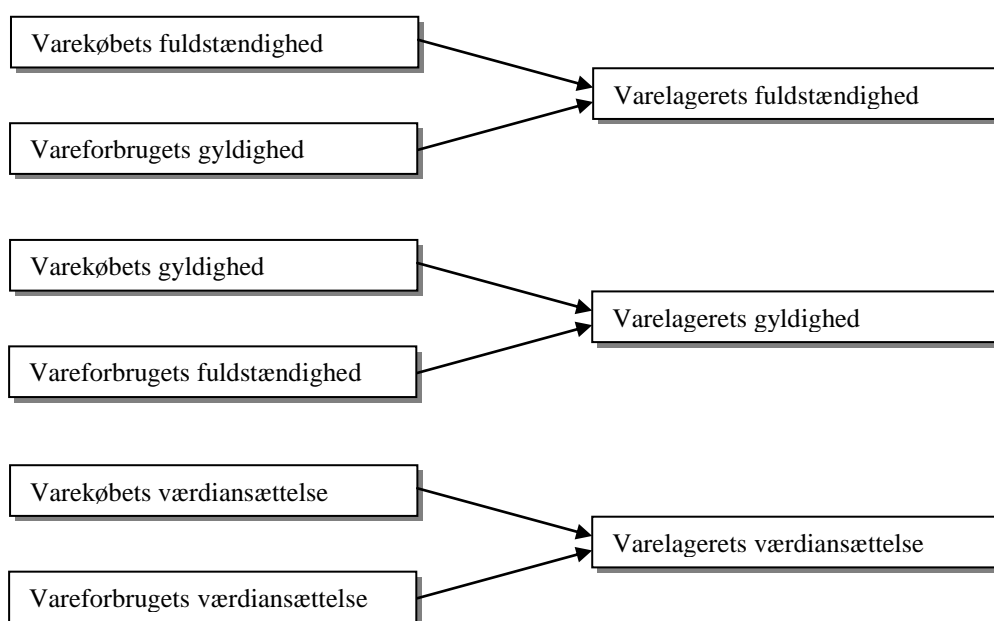 Varekøbets fuldstændighed
Varelagerets fuldstændighed
Vareforbrugets gyldighed
Varekøbets gyldighed
Varelagerets gyldighed
Vareforbrugets fuldstændighed
Varekøbets værdiansættelse
Varelagerets værdiansættelse
Vareforbrugets værdiansættelse